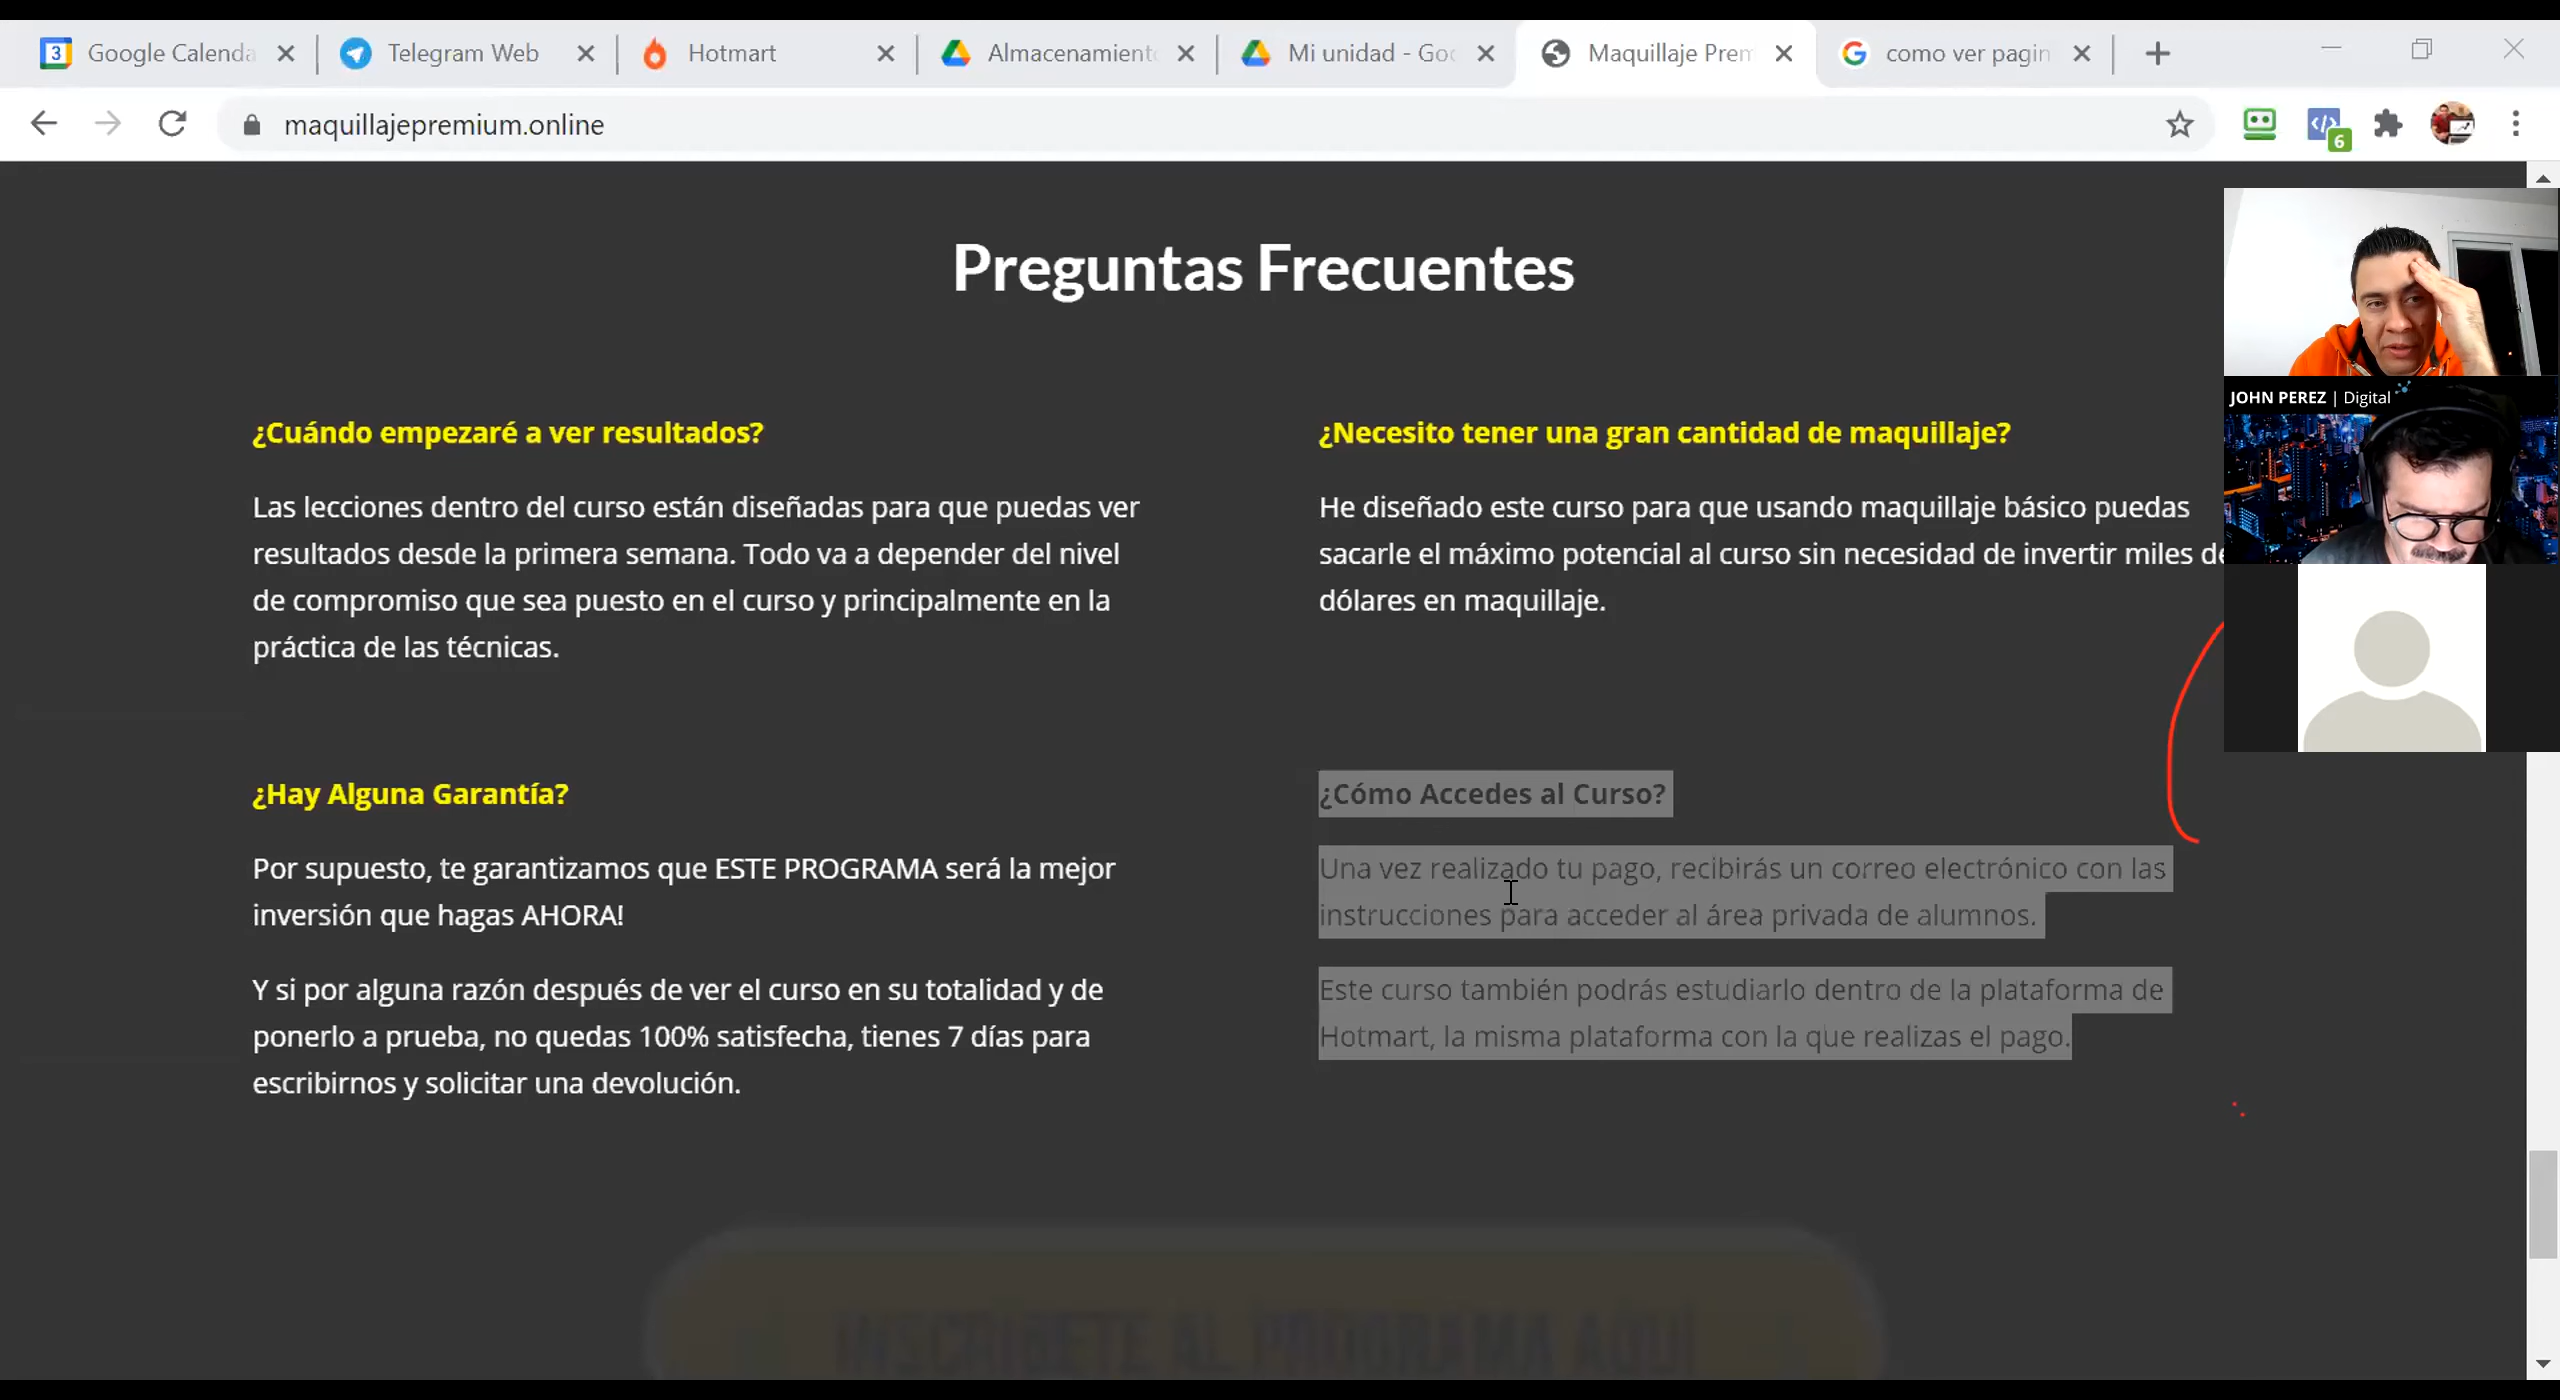 3 Google Calenda
Telegram Web
Hotmart
Almacenamient
Mi unidad - Goo
Maquillaje Prem
como ver pagin
maquillajepremium.online
6
Preguntas Frecuentes
JOHN PEREZ | Digital
¿Cuándo empezaré a ver resultados?
Las lecciones dentro del curso están diseñadas para que puedas ver
resultados desde la primera semana. Todo va a depender del nivel
de compromiso que sea puesto en el curso y principalmente en la
práctica de las técnicas.
¿Necesito tener una gran cantidad de maquillaje?
He diseñado este curso para que usando maquillaje básico puedas
sacarle el máximo potencial al curso sin necesidad de invertir miles de
dólares en maquillaje.
¿Hay Alguna Garantía?
Por supuesto, te garantizamos que ESTE PROGRAMA será la mejor
inversión que hagas AHORA!
Y si por alguna razón después de ver el curso en su totalidad y de
ponerlo a prueba, no quedas 100% satisfecha, tienes 7 días para
escribirnos y solicitar una devolución.
¿Cómo Accedes al Curso?
Una vez realizado tu pago, recibirás un correo electrónico con las
instrucciones para acceder al área privada de alumnos.
Este curso también podrás estudiarlo dentro de la plataforma de
Hotmart, la misma plataforma con la que realizas el pago.
INSCRÍBETE AL PROGRAMA AQUÍ